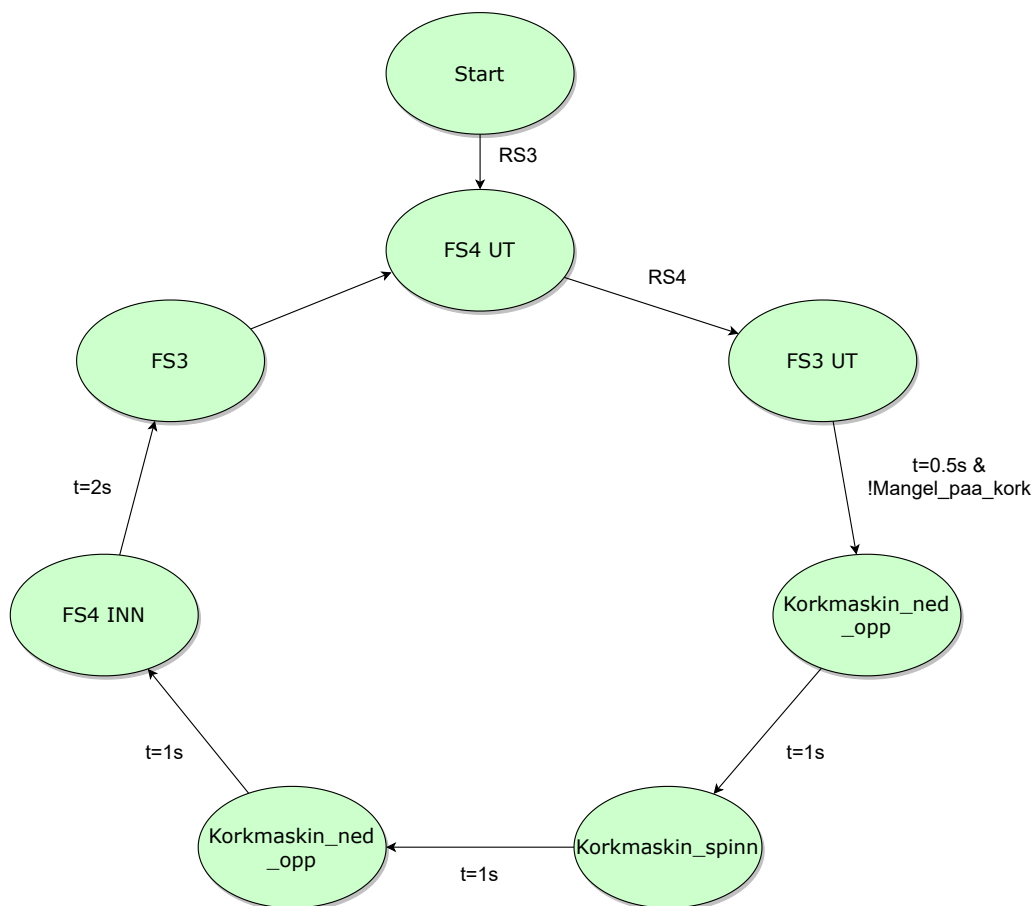 Start
RS3
FS4 UT
RS4
FS3 UT
FS3
t=0.5s &
!Mangel_paa_kork
t=2s
Korkmaskin_ned
_opp
FS4 INN
t=1s
t=1s
Korkmaskin_spinn
Korkmaskin_ned
_opp
t=1s